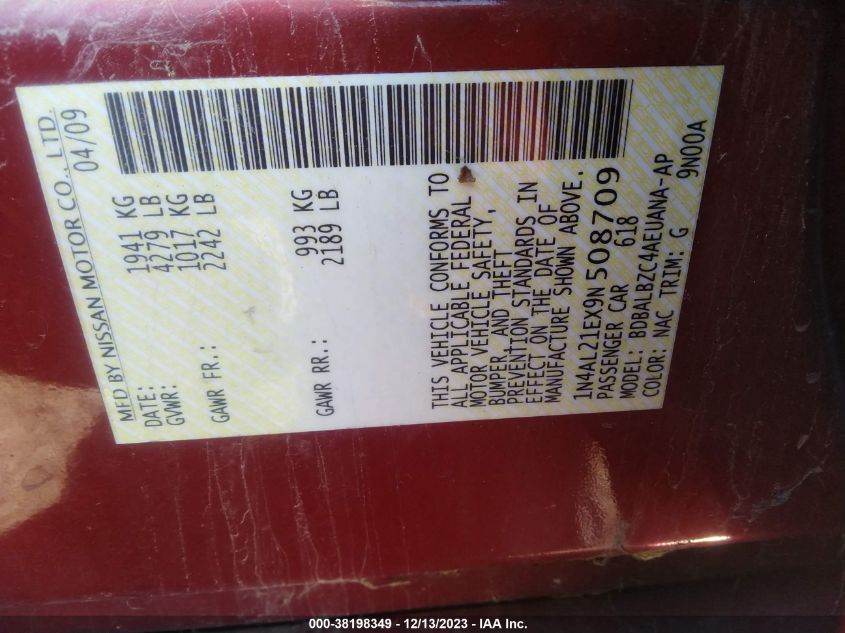 MFD BY NISSAN MOTOR CO., LTD.
DATE: 04/09
GVWR: 1941 KG
4279 LB
GAWR FR.: 1017 KG
2242 LB
GAWR RR.: 993 KG
2189 LB
THIS VEHICLE CONFORMS TO
ALL APPLICABLE FEDERAL
MOTOR VEHICLE SAFETY,
BUMPER, AND THEFT
PREVENTION STANDARDS IN
EFFECT ON THE DATE OF
MANUFACTURE SHOWN ABOVE.
1N4AL21EX9N508709
PASSENGER CAR 618
MODEL: BDBALBZC4AEUANA-AP
COLOR: NAC TRIM: G 9N00A
000-38198349 - 12/13/2023 - IAA Inc.